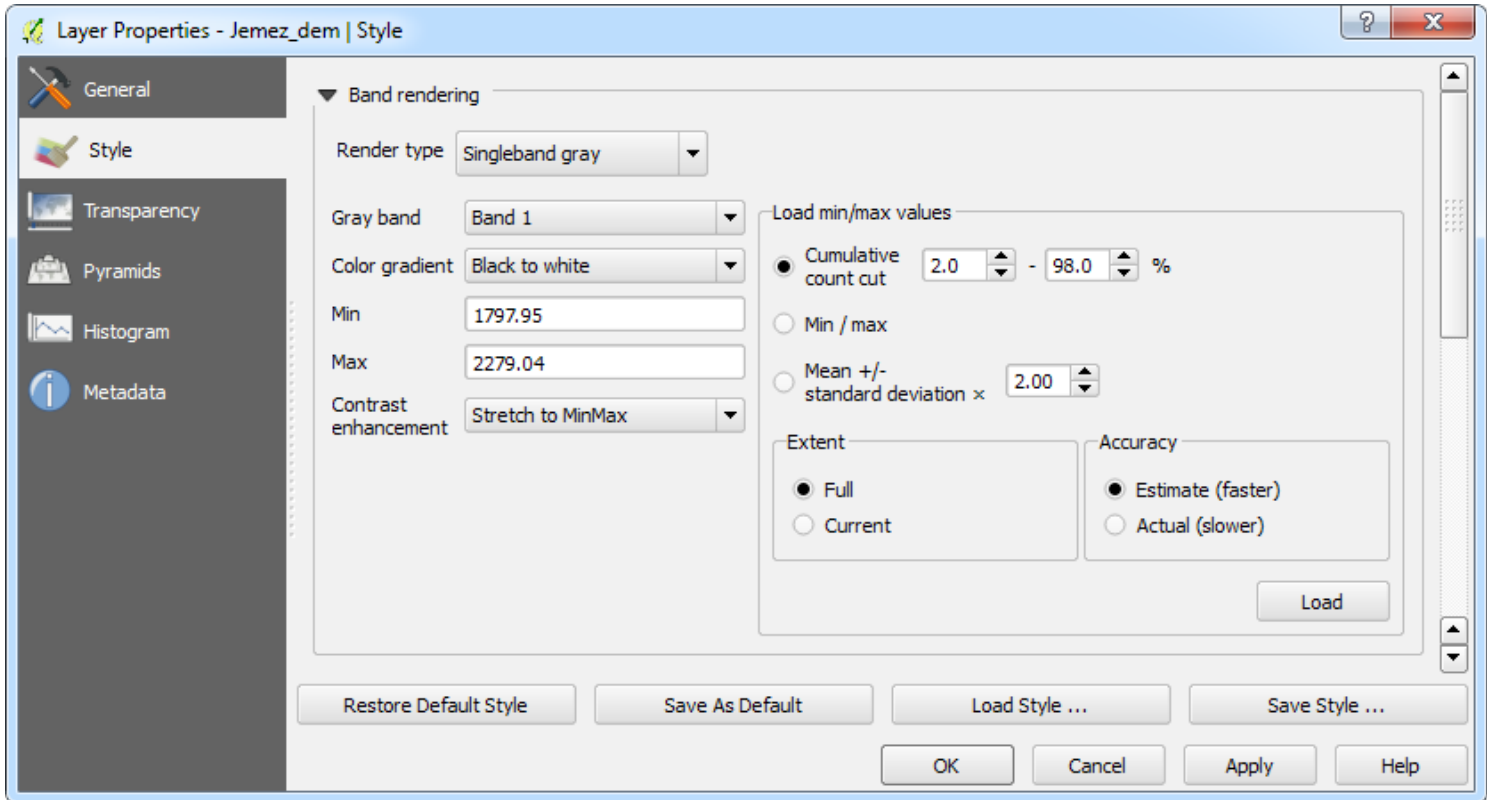 Layer Properties - Jemez_dem | Style
?
General
Style
Transparency
Pyramids
Histogram
Metadata
Band rendering
Render type Singleband gray
Gray band Band 1
Color gradient Black to white
Min 1797.95
Max 2279.04
Contrast
enhancement Stretch to MinMax
Load min/max values
Cumulative
count cut 2.0 - 98.0 %
Min / max
Mean +/-
standard deviation × 2.00
Extent
Full
Current
Accuracy
Estimate (faster)
Actual (slower)
Load
Restore Default Style Save As Default Load Style ... Save Style ...
OK Cancel Apply Help